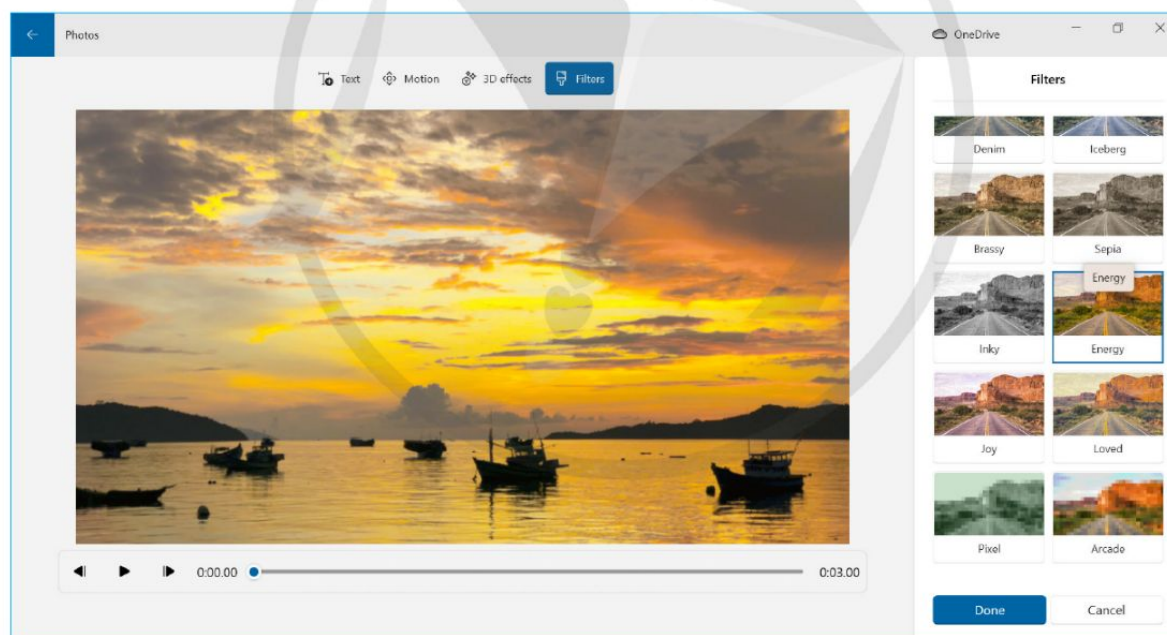 Photos
OneDrive
Text Motion 3D effects Filters
Filters
Denim Iceberg
Brassy Sepia
Energy
Inky Energy
Joy Loved
Pixel Arcade
0:00.00 0:03.00
Done Cancel